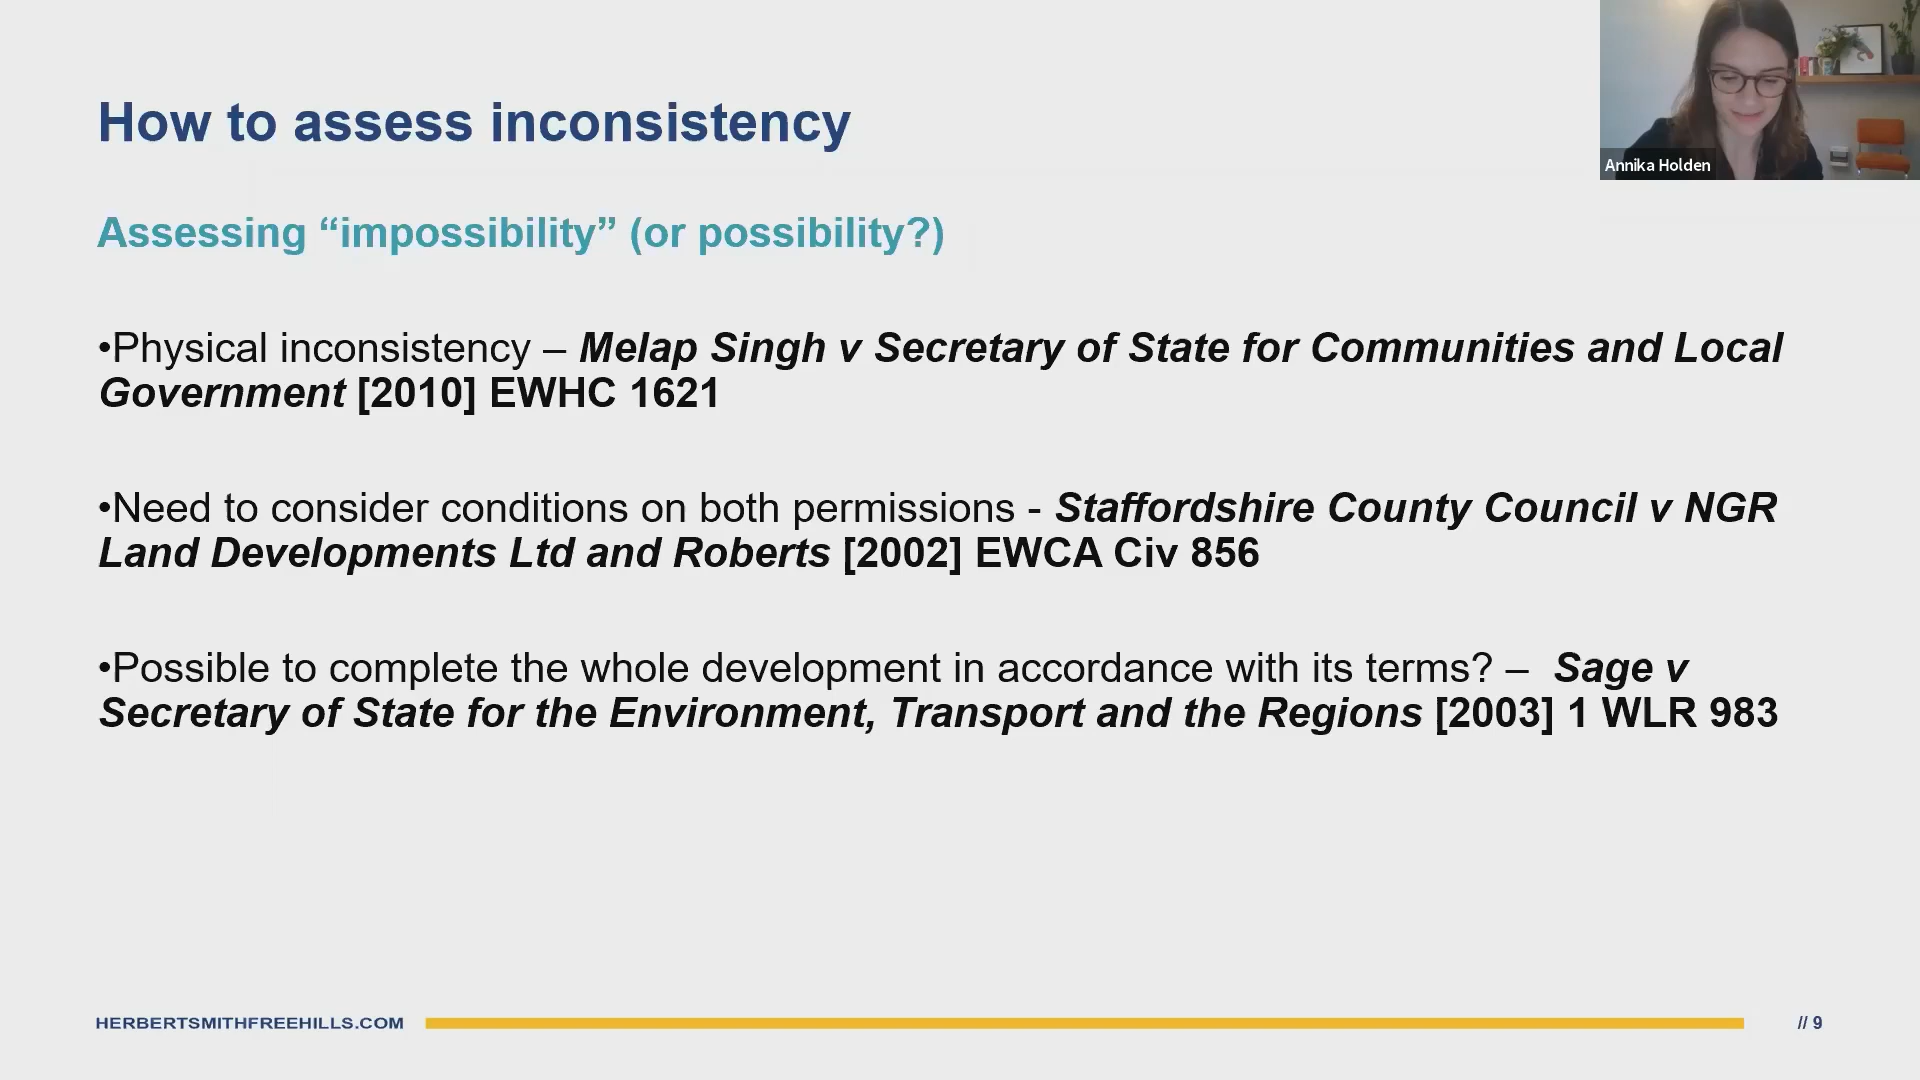 How to assess inconsistency
Annika Holden
Assessing “impossibility” (or possibility?)
•Physical inconsistency – Melap Singh v Secretary of State for Communities and Local
Government [2010] EWHC 1621
•Need to consider conditions on both permissions - Staffordshire County Council v NGR
Land Developments Ltd and Roberts [2002] EWCA Civ 856
•Possible to complete the whole development in accordance with its terms? – Sage v
Secretary of State for the Environment, Transport and the Regions [2003] 1 WLR 983
HERBERTSMITHFREEHILLS.COM
// 9